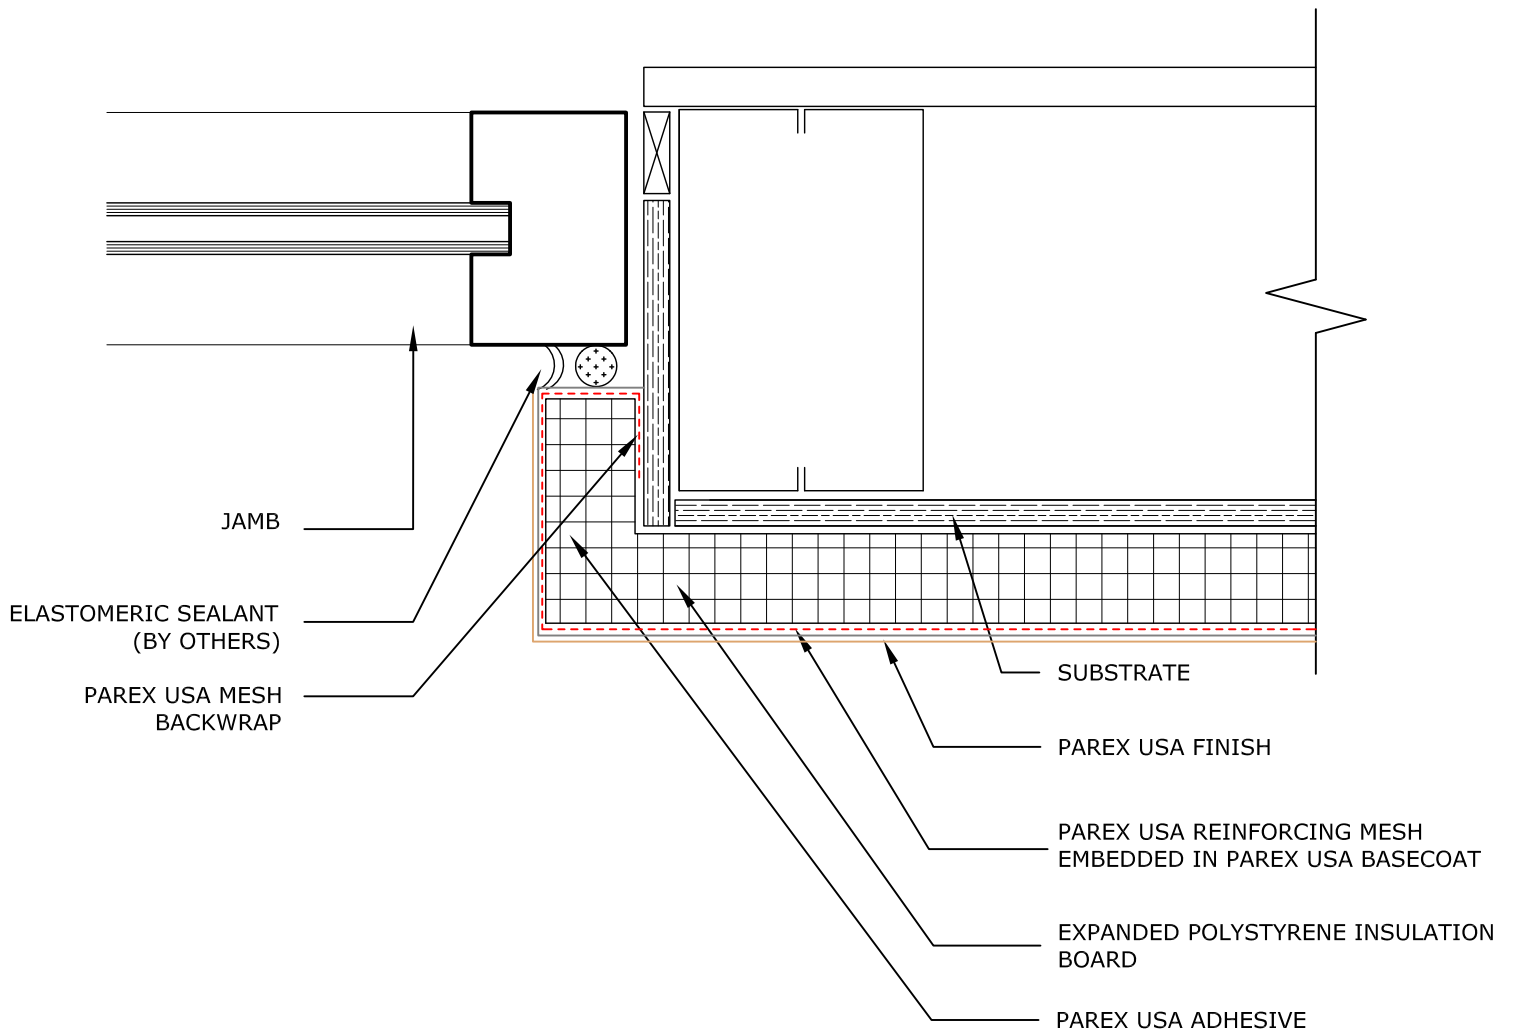 JAMB
ELASTOMERIC SEALANT
(BY OTHERS)
PAREX USA MESH
BACKWRAP
SUBSTRATE
PAREX USA FINISH
PAREX USA REINFORCING MESH
EMBEDDED IN PAREX USA BASECOAT
EXPANDED POLYSTYRENE INSULATION
BOARD
PAREX USA ADHESIVE